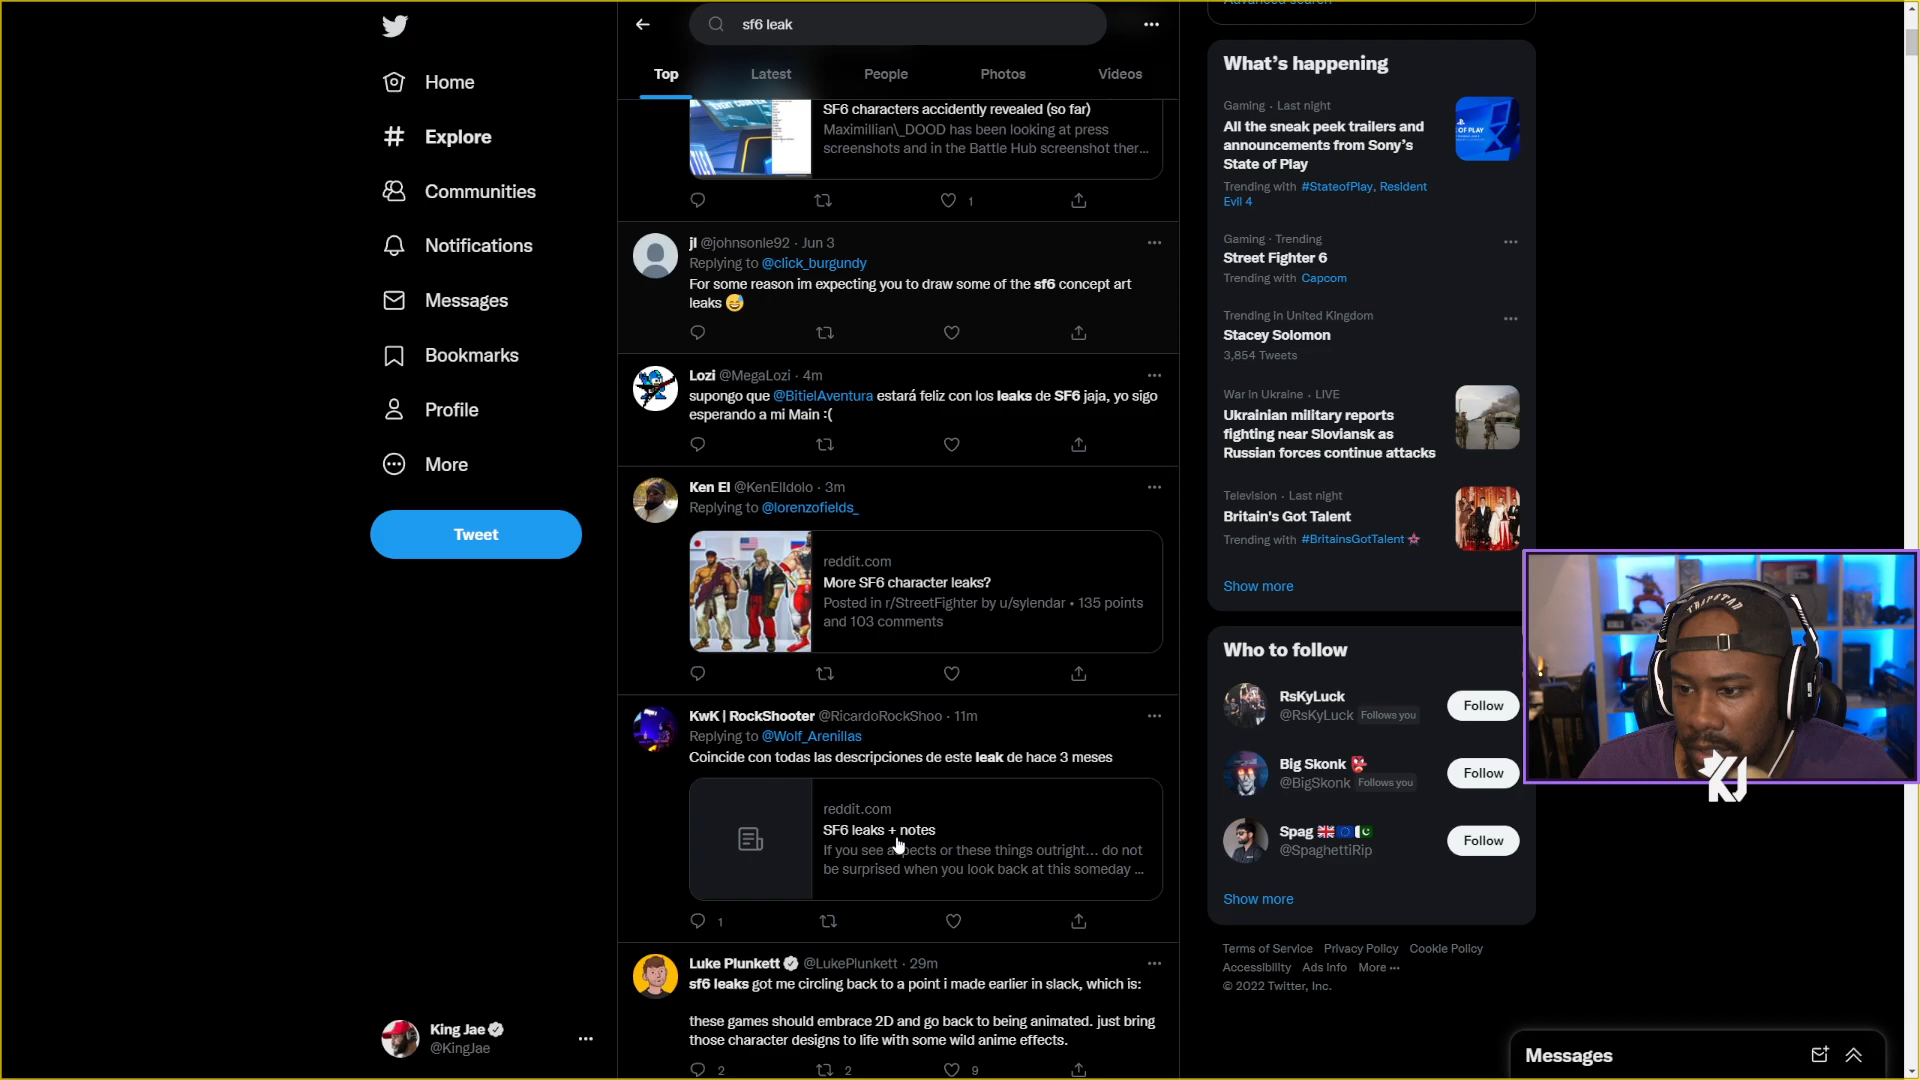 Home
Explore
Communities
Notifications
Messages
Bookmarks
Profile
More
Tweet
King Jae
@KingJae
sf6 leak
Top
Latest
People
Photos
Videos
SF6 characters accidently revealed (so far)
Maximillian\_DOOD has been looking at press
screenshots and in the Battle Hub screenshot ther...
1
jl @johnsonle92 · Jun 3
Replying to @click_burgundy
For some reason im expecting you to draw some of the sf6 concept art
leaks 😅
Lozi @MegaLozi · 4m
supongo que @BitielAventura estará feliz con los leaks de SF6 jaja, yo sigo
esperando a mi Main :(
Ken El @KenElIdolo · 3m
Replying to @lorenzofields_
reddit.com
More SF6 character leaks?
Posted in r/StreetFighter by u/sylendar • 135 points
and 103 comments
KwK | RockShooter @RicardoRockShoo · 11m
Replying to @Wolf_Arenillas
Coincide con todas las descripciones de este leak de hace 3 meses
reddit.com
SF6 leaks + notes
If you see aspects or these things outright... do not
be surprised when you look back at this someday ...
1
Luke Plunkett @LukePlunkett · 29m
sf6 leaks got me circling back to a point i made earlier in slack, which is:
these games should embrace 2D and go back to being animated. just bring
those character designs to life with some wild anime effects.
2
2
9
Advanced search
What's happening
Gaming · Last night
All the sneak peek trailers and
announcements from Sony's
State of Play
Trending with #StateofPlay, Resident
Evil 4
OF PLAY
Gaming · Trending
Street Fighter 6
Trending with Capcom
Trending in United Kingdom
Stacey Solomon
3,854 Tweets
War in Ukraine · LIVE
Ukrainian military reports
fighting near Sloviansk as
Russian forces continue attacks
Television · Last night
Britain's Got Talent
Trending with #BritainsGotTalent
Show more
Who to follow
RsKyLuck
@RsKyLuck Follows you
Follow
Big Skonk
@BigSkonk Follows you
Follow
Spag
@SpaghettiRip
Follow
Show more
Terms of Service Privacy Policy Cookie Policy
Accessibility Ads info More ···
© 2022 Twitter, Inc.
TRAPSTAR
KJ
Messages